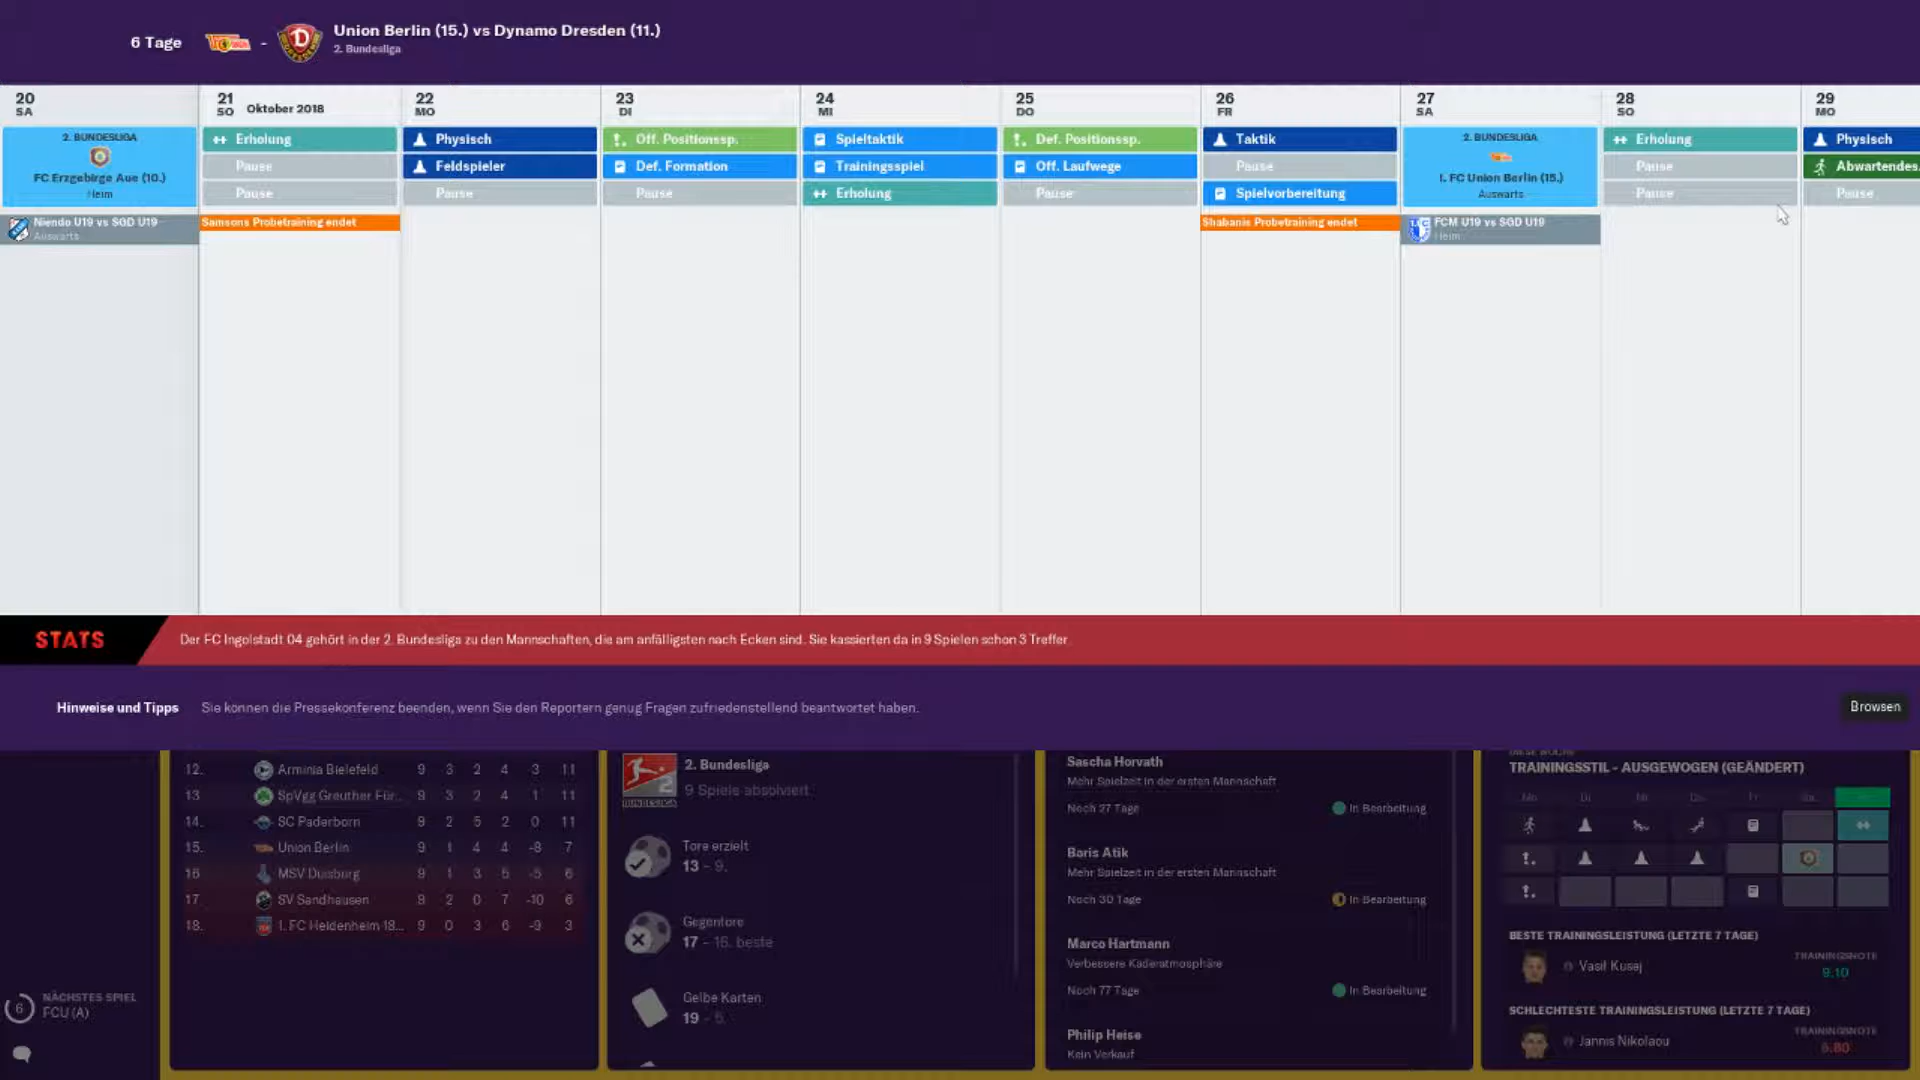 6 Tage
Union Berlin (15.) vs Dynamo Dresden (11.)
2. Bundesliga
20 SA
21 SO Oktober 2018
22 MO
23 DI
24 MI
25 DO
26 FR
27 SA
28 SO
29 MO
2. BUNDESLIGA
FC Erzgebirge Aue (10.)
Heim
Niendo U19 vs SGD U19
Auswärts
Erholung
Pause
Pause
Samsons Probetraining endet
Physisch
Feldspieler
Pause
Off. Positionssp.
Def. Formation
Pause
Spieltaktik
Trainingsspiel
Erholung
Def. Positionssp.
Off. Laufwege
Pause
Taktik
Pause
Spielvorbereitung
Shabanis Probetraining endet
2. BUNDESLIGA
1. FC Union Berlin (15.)
Auswärts
FCM U19 vs SGD U19
Heim
Erholung
Pause
Pause
Physisch
Abwartendes
Pause
STATS
Der FC Ingolstadt 04 gehört in der 2. Bundesliga zu den Mannschaften, die am anfälligsten nach Ecken sind. Sie kassierten da in 9 Spielen schon 3 Treffer.
Hinweise und Tipps
Sie können die Pressekonferenz beenden, wenn Sie den Reportern genug Fragen zufriedenstellend beantwortet haben.
Browsen
12. Arminia Bielefeld 9 3 2 4 3 11
13. SpVgg Greuther Für... 9 3 2 4 1 11
14. SC Paderborn 9 2 5 2 0 11
15. Union Berlin 9 1 4 4 -8 7
16. MSV Duisburg 9 1 3 5 -5 6
17. SV Sandhausen 9 2 0 7 -10 6
18. 1. FC Heidenheim 18... 9 0 3 6 -9 3
NÄCHSTES SPIEL
6 FCU (A)
2. Bundesliga
9 Spiele absolviert
Tore erzielt
13 - 9.
Gegentore
17 - 16. beste
Gelbe Karten
19 - 5.
Sascha Horvath
Mehr Spielzeit in der ersten Mannschaft
Noch 27 Tage In Bearbeitung
Baris Atik
Mehr Spielzeit in der ersten Mannschaft
Noch 30 Tage In Bearbeitung
Marco Hartmann
Verbessere Kaderatmosphäre
Noch 77 Tage In Bearbeitung
Philip Heise
Kein Verkauf
DIESE WOCHE
TRAININGSSTIL - AUSGEWOGEN (GEÄNDERT)
Mo Di Mi Do Fr Sa
BESTE TRAININGSLEISTUNG (LETZTE 7 TAGE)
Vasil Kusej
TRAININGSNOTE
9.10
SCHLECHTESTE TRAININGSLEISTUNG (LETZTE 7 TAGE)
Jannis Nikolaou
TRAININGSNOTE